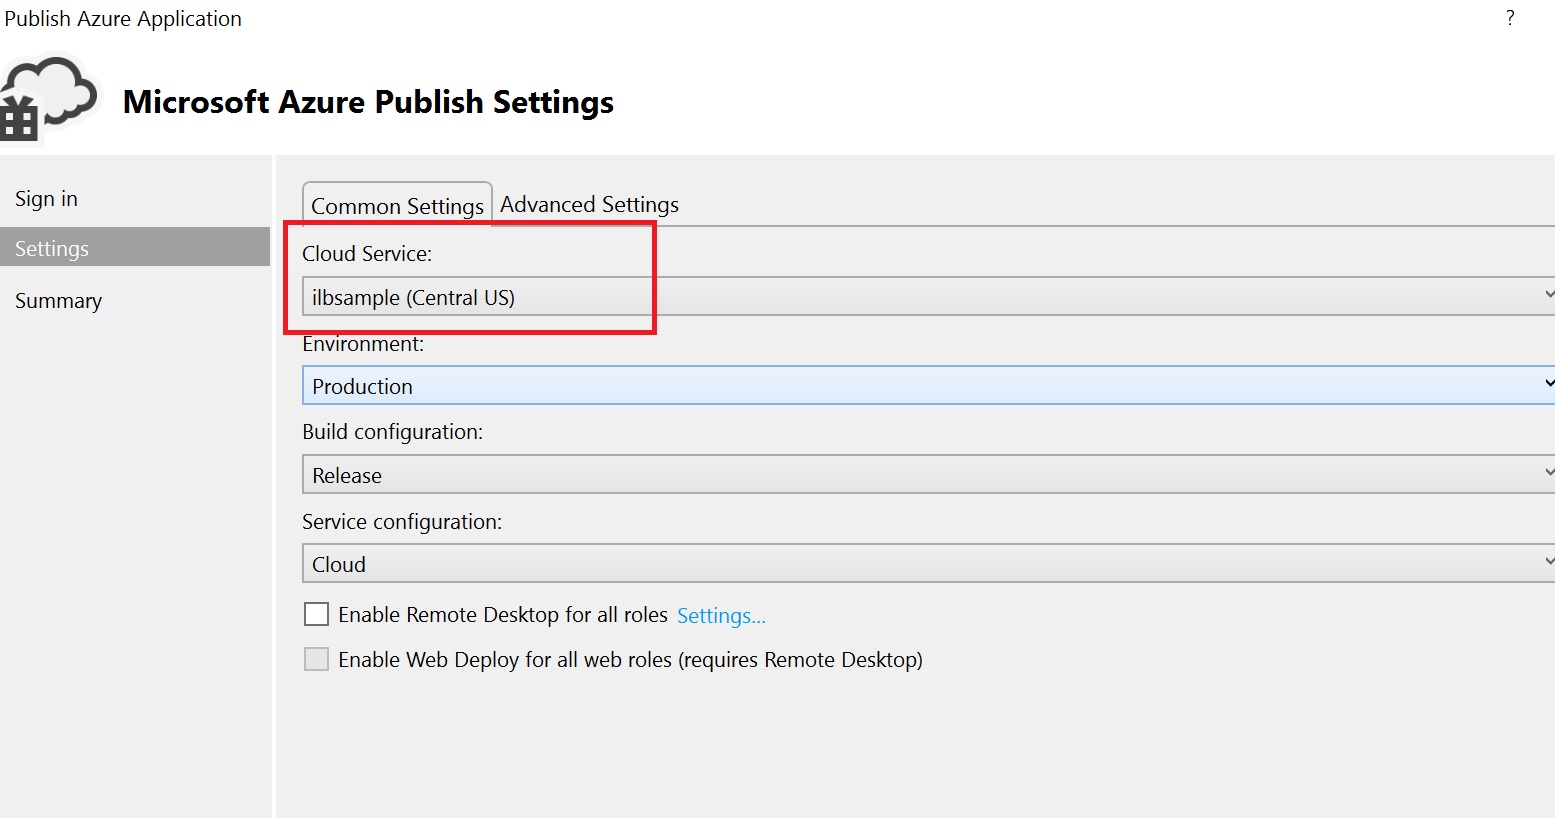 Publish Azure Application
?
Microsoft Azure Publish Settings
Sign in
Settings
Summary
Common Settings
Advanced Settings
Cloud Service:
ilbsample (Central US)
Environment:
Production
Build configuration:
Release
Service configuration:
Cloud
Enable Remote Desktop for all roles Settings...
Enable Web Deploy for all web roles (requires Remote Desktop)